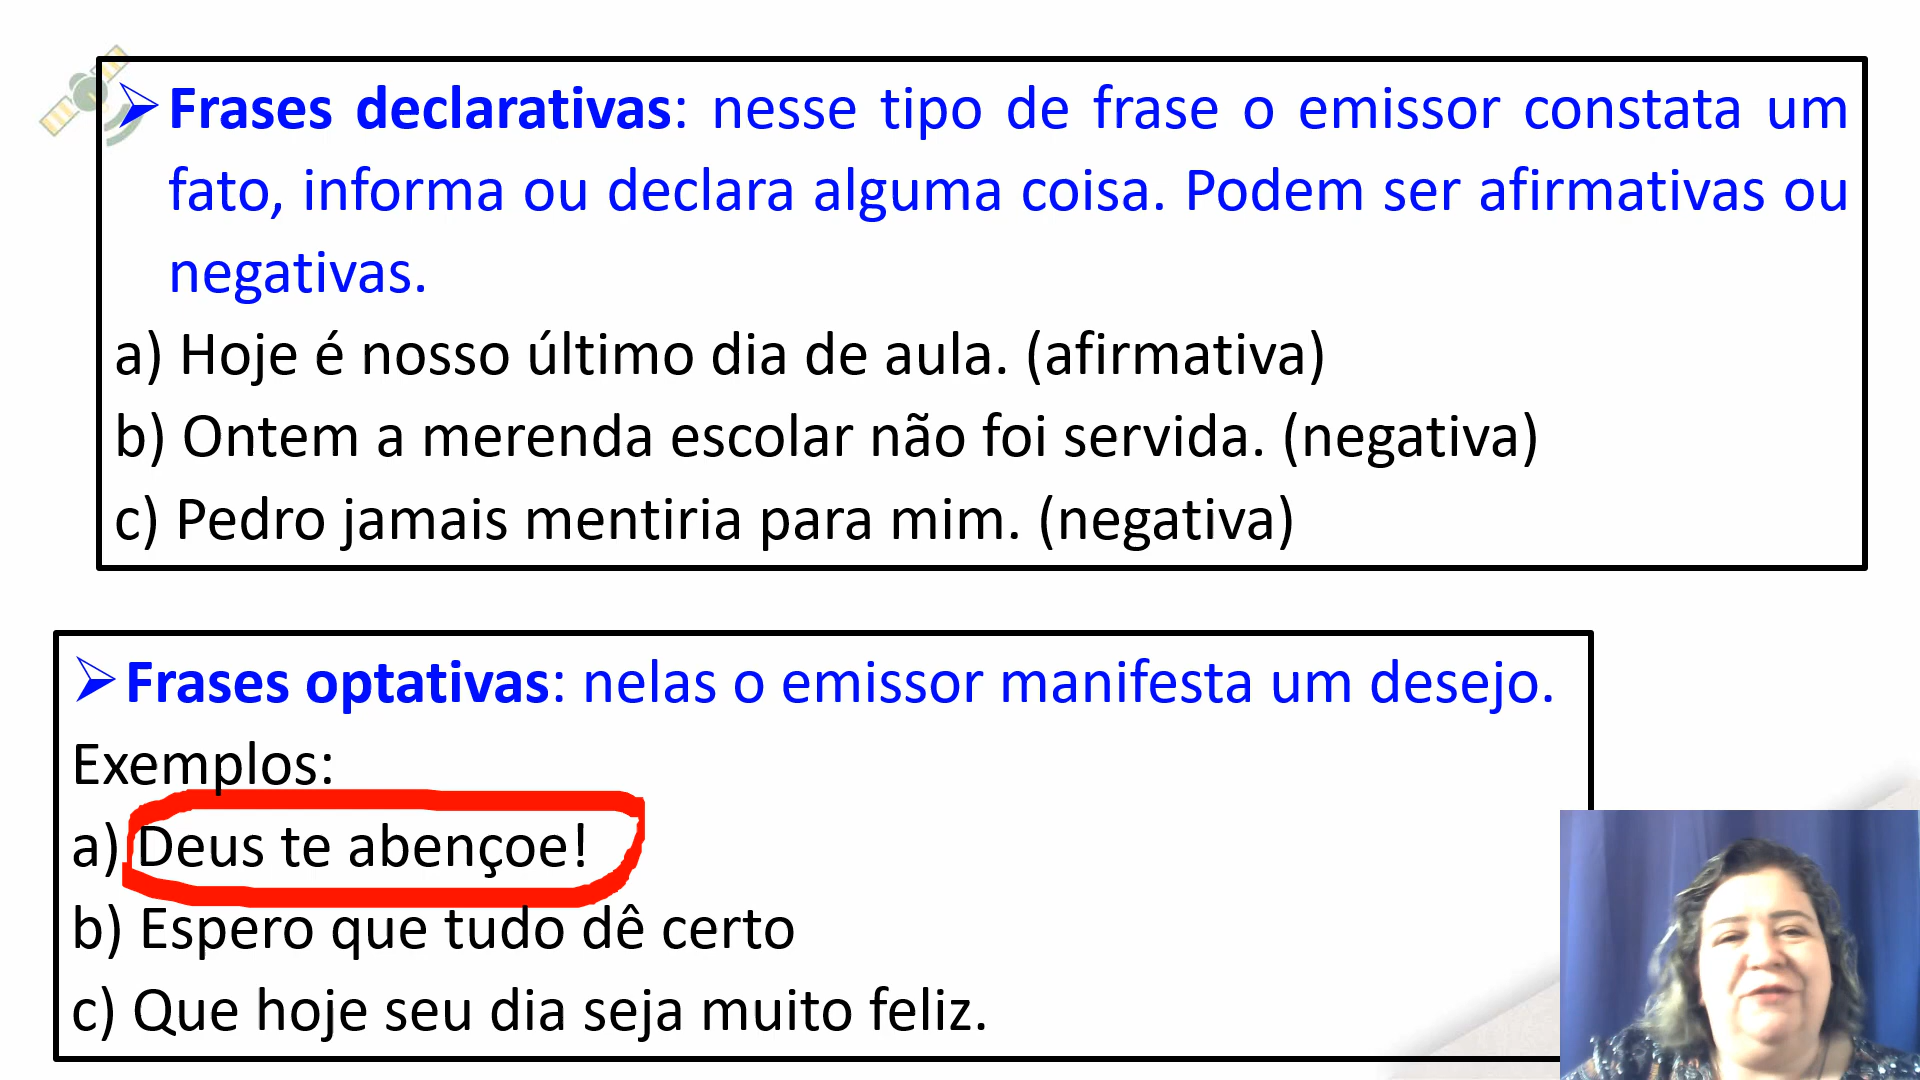 ➢Frases declarativas: nesse tipo de frase o emissor constata um
fato, informa ou declara alguma coisa. Podem ser afirmativas ou
negativas.
a) Hoje é nosso último dia de aula. (afirmativa)
b) Ontem a merenda escolar não foi servida. (negativa)
c) Pedro jamais mentiria para mim. (negativa)
➢Frases optativas: nelas o emissor manifesta um desejo.
Exemplos:
a) Deus te abençoe!
b) Espero que tudo dê certo
c) Que hoje seu dia seja muito feliz.